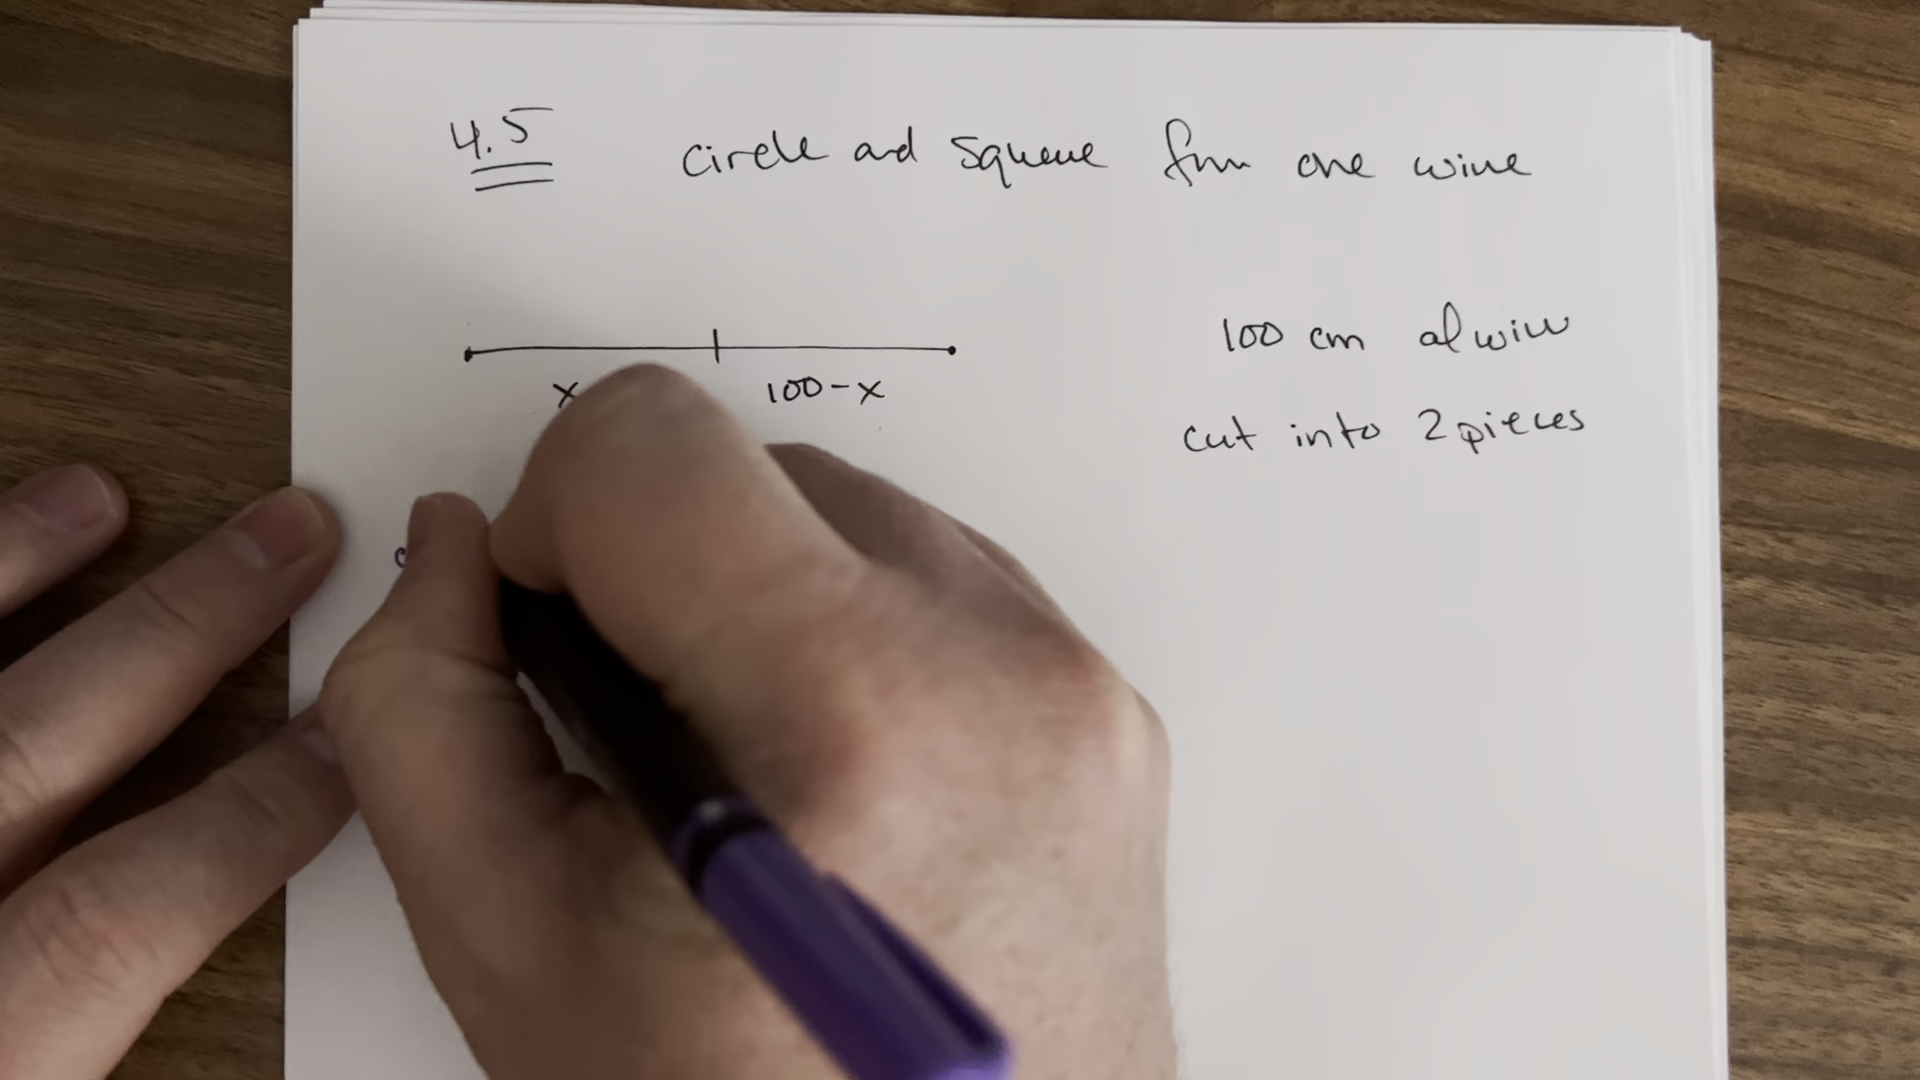 4.5 circle and square from one wire
100 cm of wire
x 100-x
cut into 2 pieces